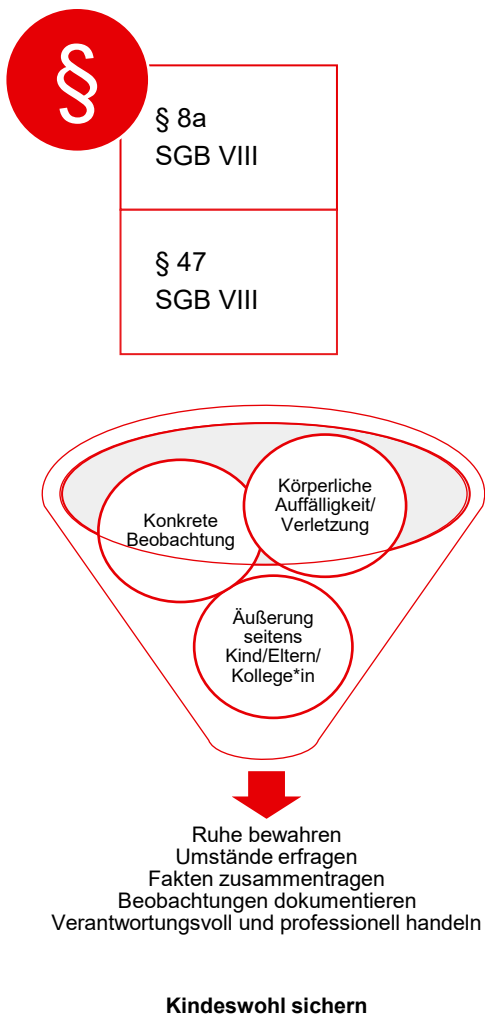 §
§ 8a
SGB VIII
§ 47
SGB VIII
Körperliche
Auffälligkeit/
Verletzung
Konkrete
Beobachtung
Äußerung
seitens
Kind/Eltern/
Kollege*in
Ruhe bewahren
Umstände erfragen
Fakten zusammentragen
Beobachtungen dokumentieren
Verantwortungsvoll und professionell handeln
Kindeswohl sichern